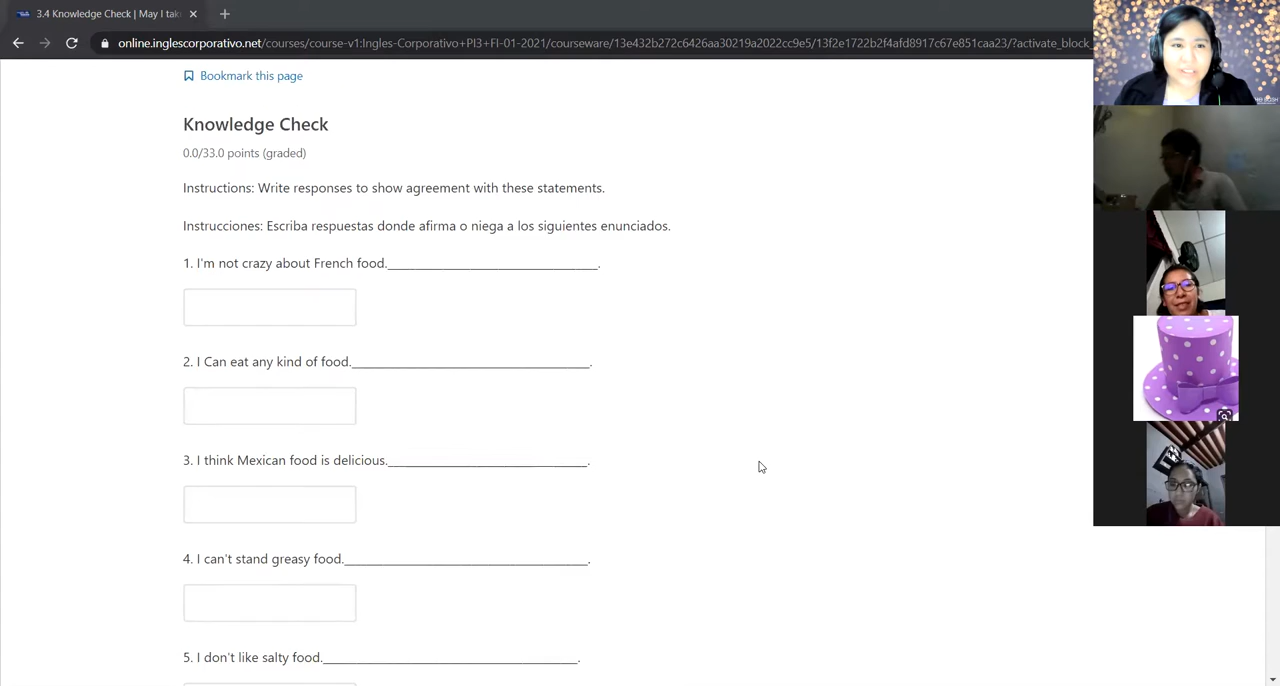 3.4 Knowledge Check | May I tak
online.inglescorporativo.net/courses/course-v1:Ingles-Corporativo+PI3+FI-01-2021/courseware/13e432b272c6426aa30219a2022cc9e5/13f2e1722b2f4afd8917c67e851caa23/?activate_block_
Bookmark this page
Knowledge Check
0.0/33.0 points (graded)
Instructions: Write responses to show agreement with these statements.
Instrucciones: Escriba respuestas donde afirma o niega a los siguientes enunciados.
1. I'm not crazy about French food.____________________________.
2. I Can eat any kind of food.________________________________.
3. I think Mexican food is delicious.___________________________.
4. I can't stand greasy food._________________________________.
5. I don't like salty food.___________________________________.